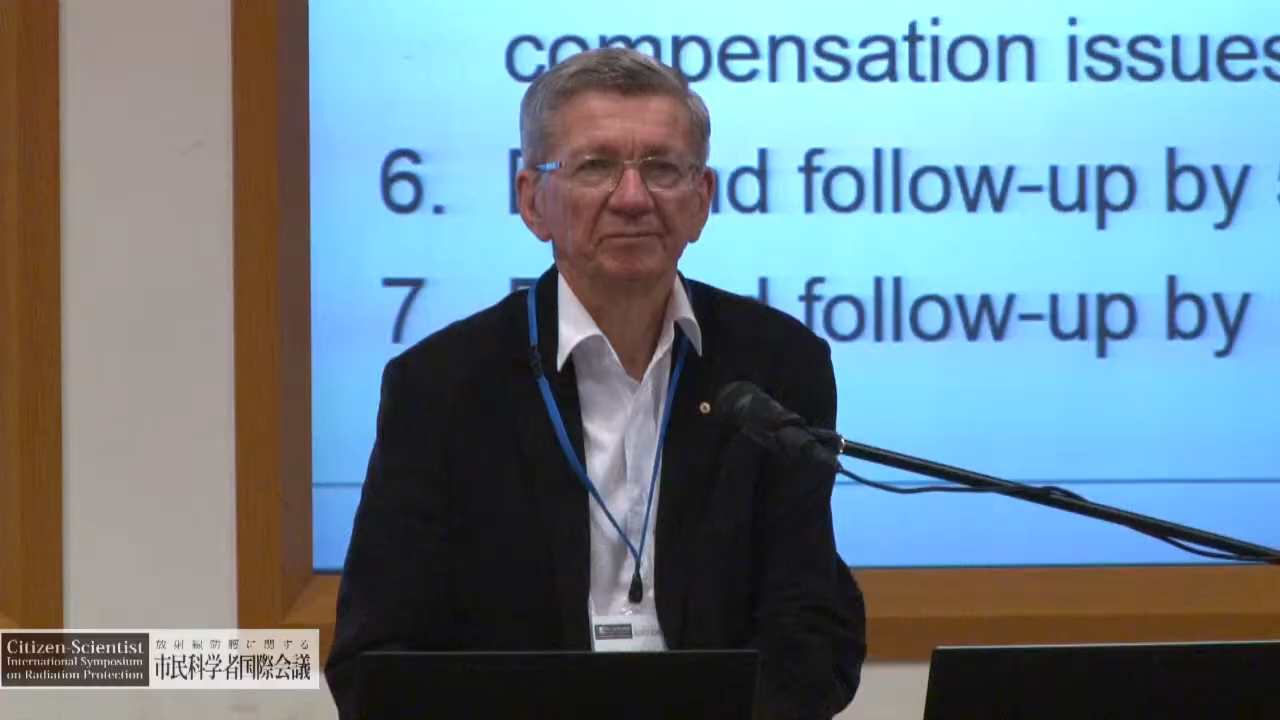 compensation issues
6. follow-up by
7 follow-up by
Citizen-Scientist
International Symposium
on Radiation Protection
放射線防護に関する
市民科学者国際会議